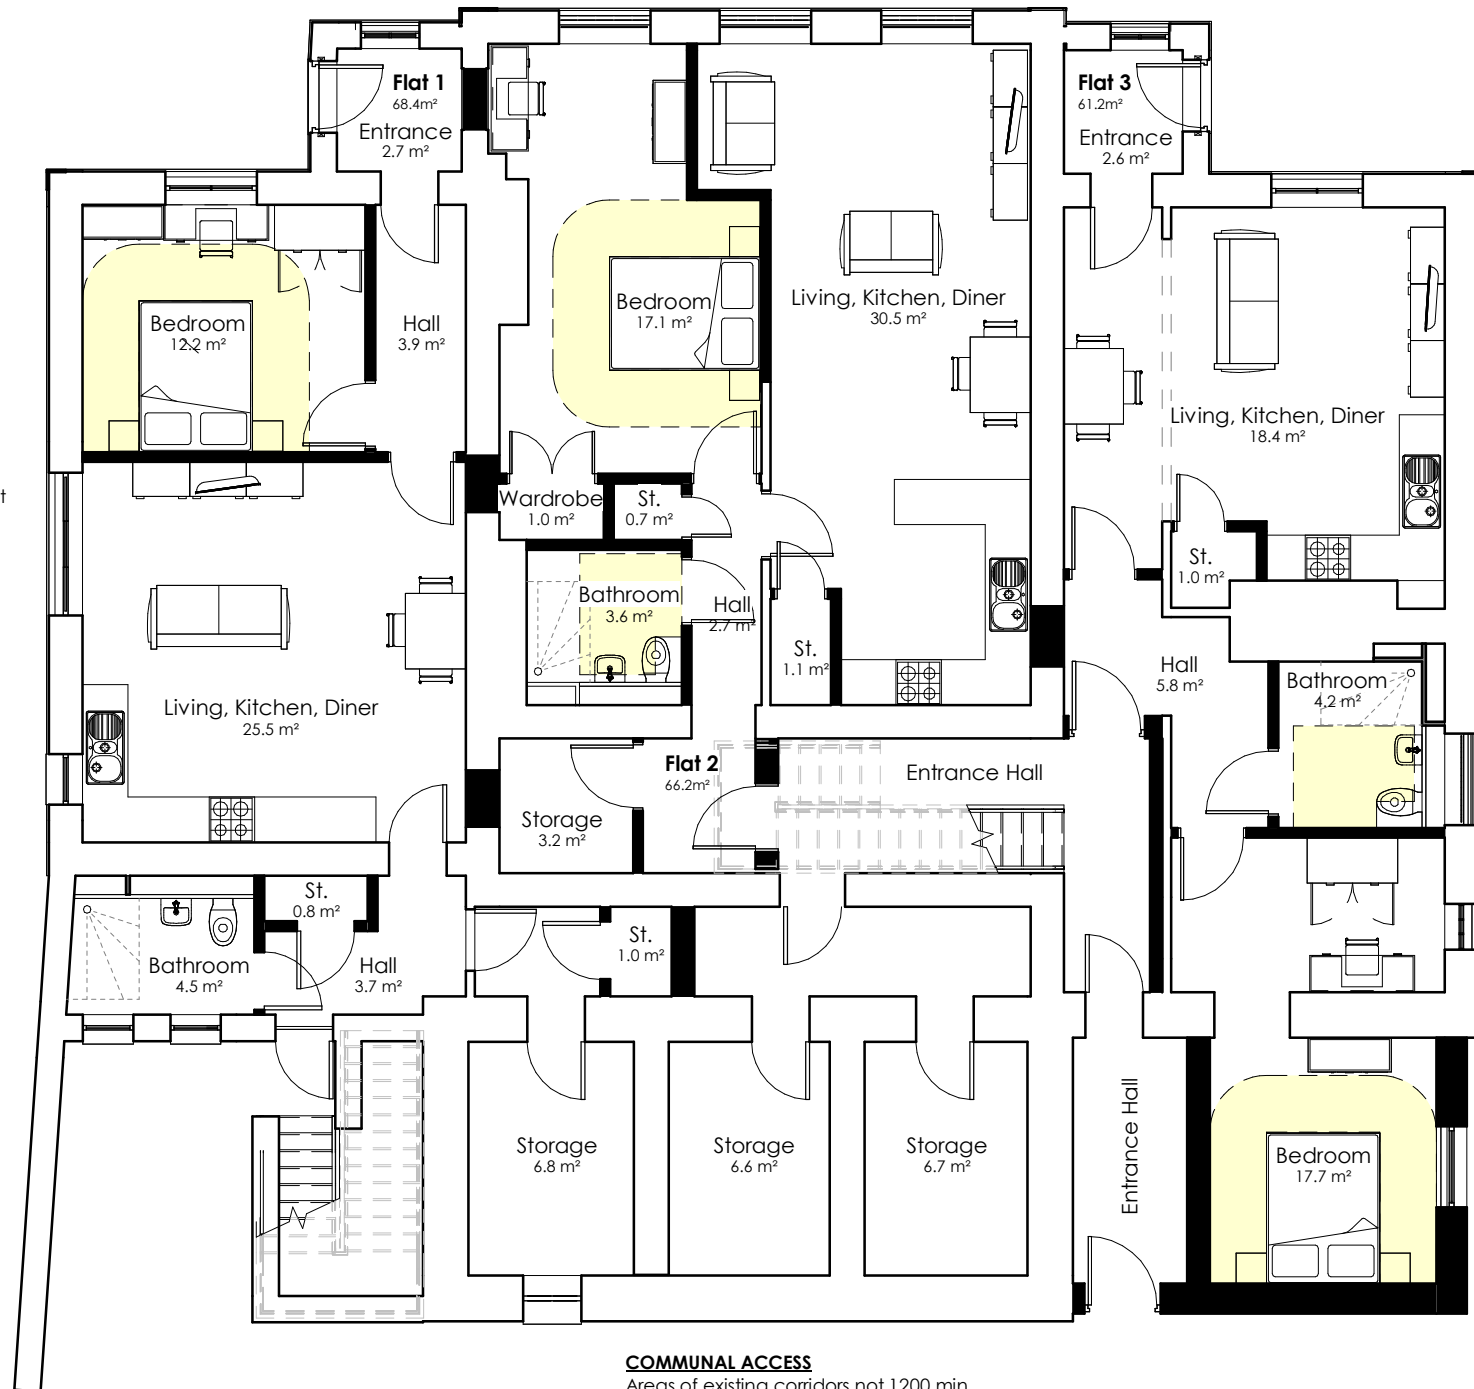 Flat 1
68.4m²
Entrance
2.7 m²
Flat 3
61.2m²
Entrance
2.6 m²
Bedroom
12.2 m²
Hall
3.9 m²
Bedroom
17.1 m²
Living, Kitchen, Diner
30.5 m²
Living, Kitchen, Diner
18.4 m²
t
Wardrobe
1.0 m²
St.
0.7 m²
St.
1.0 m²
Bathroom
3.6 m²
Hall
2.7 m²
St.
1.1 m²
Hall
5.8 m²
Bathroom
4.2 m²
Living, Kitchen, Diner
25.5 m²
Flat 2
66.2m²
Entrance Hall
Storage
3.2 m²
St.
0.8 m²
St.
1.0 m²
Bathroom
4.5 m²
Hall
3.7 m²
Storage
6.8 m²
Storage
6.6 m²
Storage
6.7 m²
Entrance Hall
Bedroom
17.7 m²
COMMUNAL ACCESS
Areas of existing corridors not 1200 min